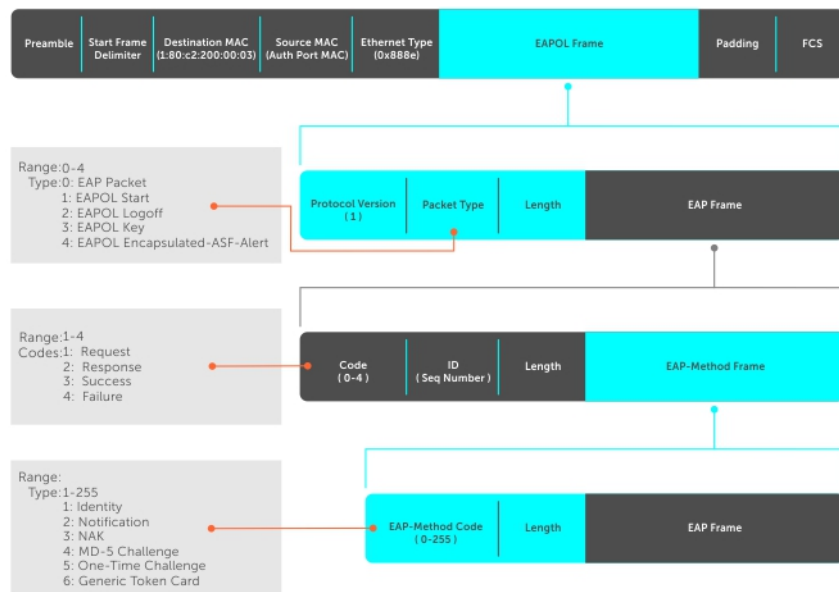 Preamble
Start Frame
Delimiter
Destination MAC
(1:80:c2:200:00:03)
Source MAC
(Auth Port MAC)
Ethernet Type
(0x888e)
EAPOL Frame
Padding
FCS
Range:0-4
Type:0: EAP Packet
1: EAPOL Start
2: EAPOL Logoff
3: EAPOL Key
4: EAPOL Encapsulated-ASF-Alert
Protocol Version
( 1 )
Packet Type
Length
EAP Frame
Range:1-4
Codes:1: Request
2: Response
3: Success
4: Failure
Code
( 0-4 )
ID
( Seq Number )
Length
EAP-Method Frame
Range:
Type:1-255
1: Identity
2: Notification
3: NAK
4: MD-5 Challenge
5: One-Time Challenge
6: Generic Token Card
EAP-Method Code
( 0-255 )
Length
EAP Frame